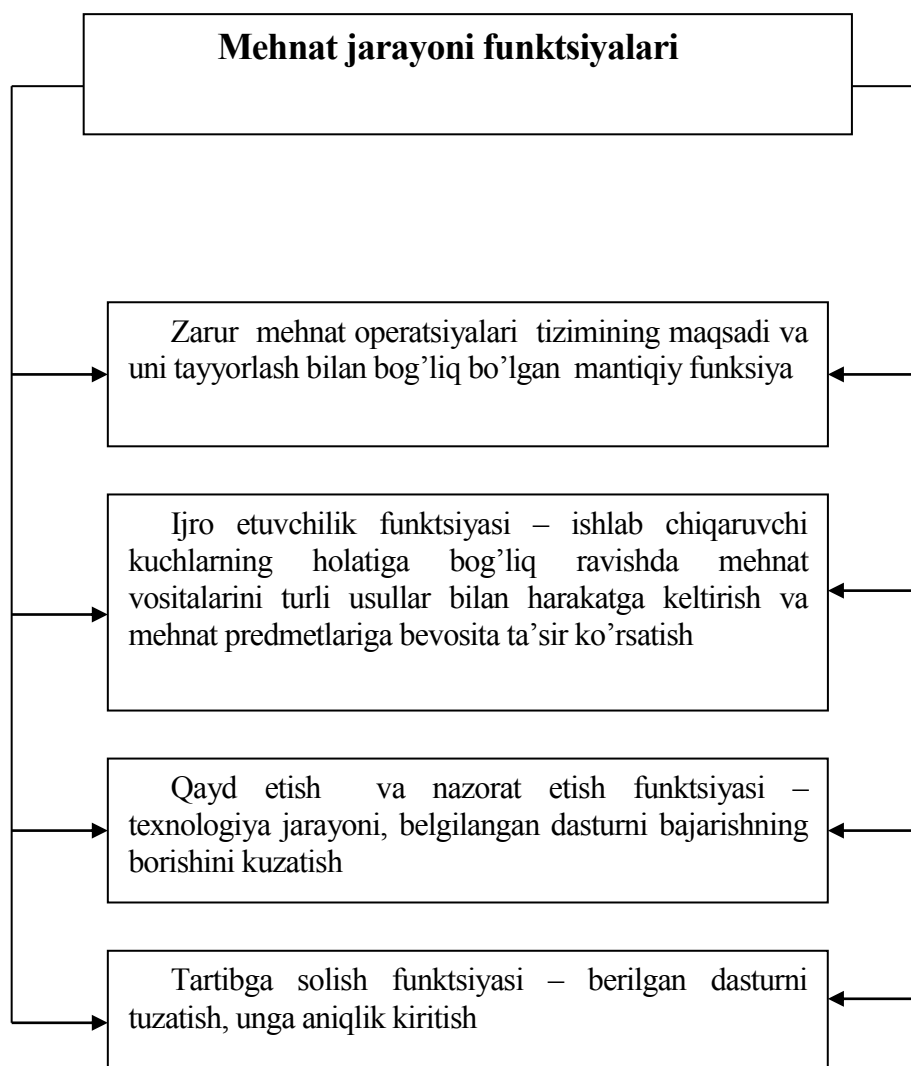 Mehnat jarayoni funktsiyalari
Zarur mehnat operatsiyalari tizimining maqsadi va
uni tayyorlash bilan bog’liq bo’lgan mantiqiy funksiya
Ijro etuvchilik funktsiyasi – ishlab chiqaruvchi
kuchlarning holatiga bog’liq ravishda mehnat
vositalarini turli usullar bilan harakatga keltirish va
mehnat predmetlariga bevosita ta’sir ko’rsatish
Qayd etish va nazorat etish funktsiyasi –
texnologiya jarayoni, belgilangan dasturni bajarishning
borishini kuzatish
Tartibga solish funktsiyasi – berilgan dasturni
tuzatish, unga aniqlik kiritish